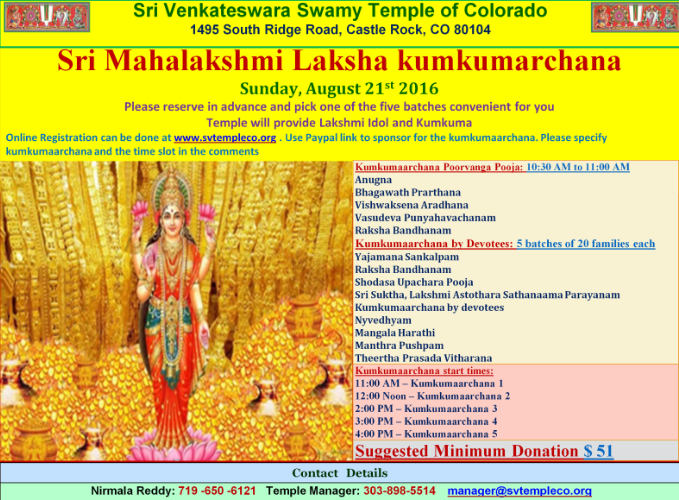 Sri Venkateswara Swamy Temple of Colorado
1495 South Ridge Road, Castle Rock, CO 80104
Sri Mahalakshmi Laksha kumkumarchana
Sunday, August 21st 2016
Please reserve in advance and pick one of the five batches convenient for you
Temple will provide Lakshmi Idol and Kumkuma
Online Registration can be done at www.svtempleco.org . Use Paypal link to sponsor for the kumkumaarchana. Please specify
kumkumaarchana and the time slot in the comments
Kumkumaarchana Poorvanga Pooja: 10:30 AM to 11:00 AM
Anugna
Bhagawath Prarthana
Vishwaksena Aradhana
Vasudeva Punyahavachanam
Raksha Bandhanam
Kumkumaarchana by Devotees: 5 batches of 20 families each
Yajamana Sankalpam
Raksha Bandhanam
Shodasa Upachara Pooja
Sri Suktha, Lakshmi Astothara Sathanaama Parayanam
Kumkumaarchana by devotees
Nyvedhyam
Mangala Harathi
Manthra Pushpam
Theertha Prasada Vitharana
Kumkumaarchana start times:
11:00 AM – Kumkumaarchana 1
12:00 Noon – Kumkumaarchana 2
2:00 PM – Kumkumaarchana 3
3:00 PM – Kumkumaarchana 4
4:00 PM – Kumkumaarchana 5
Suggested Minimum Donation $ 51
Contact Details
Nirmala Reddy: 719 -650 -6121 Temple Manager: 303-898-5514 manager@svtempleco.org